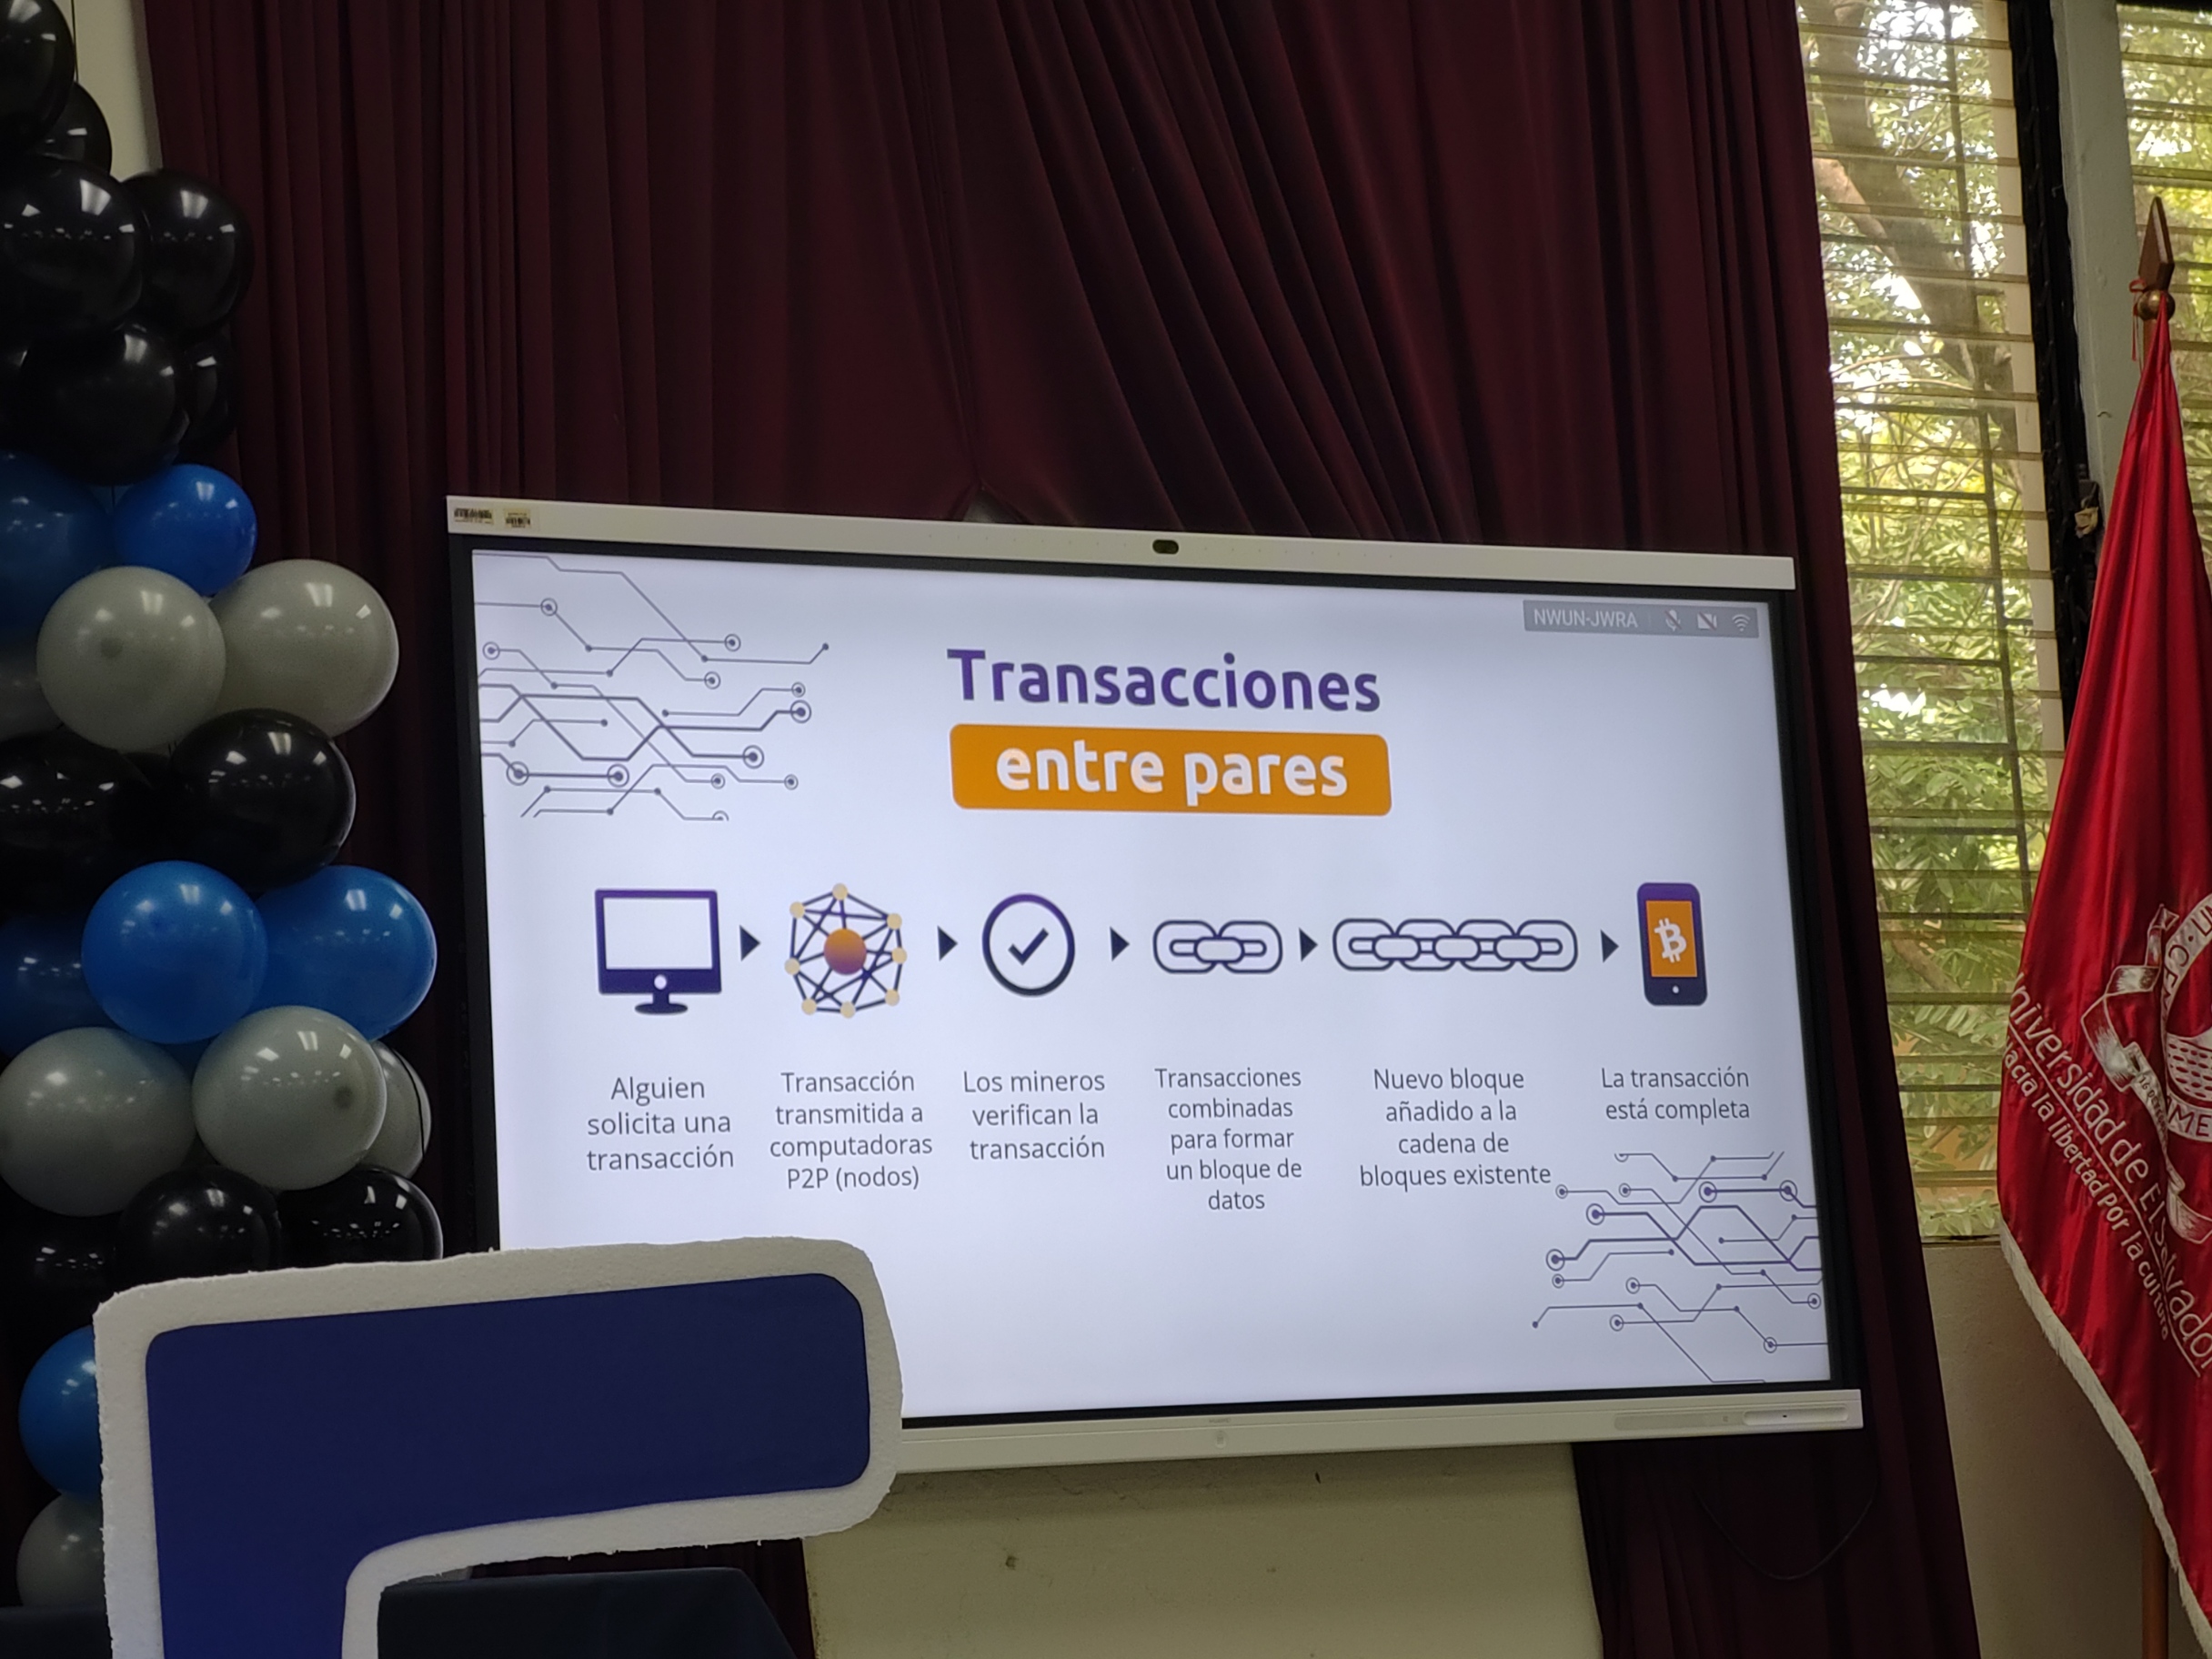 NWUN-JWRA
Transacciones
entre pares
Alguien
solicita una
transacción
Transacción
transmitida a
computadoras
P2P (nodos)
Los mineros
verifican la
transacción
Transacciones
combinadas
para formar
un bloque de
datos
Nuevo bloque
añadido a la
cadena de
bloques existente
La transacción
está completa
Universidad de El Salvador
Hacia la libertad Por la cultura